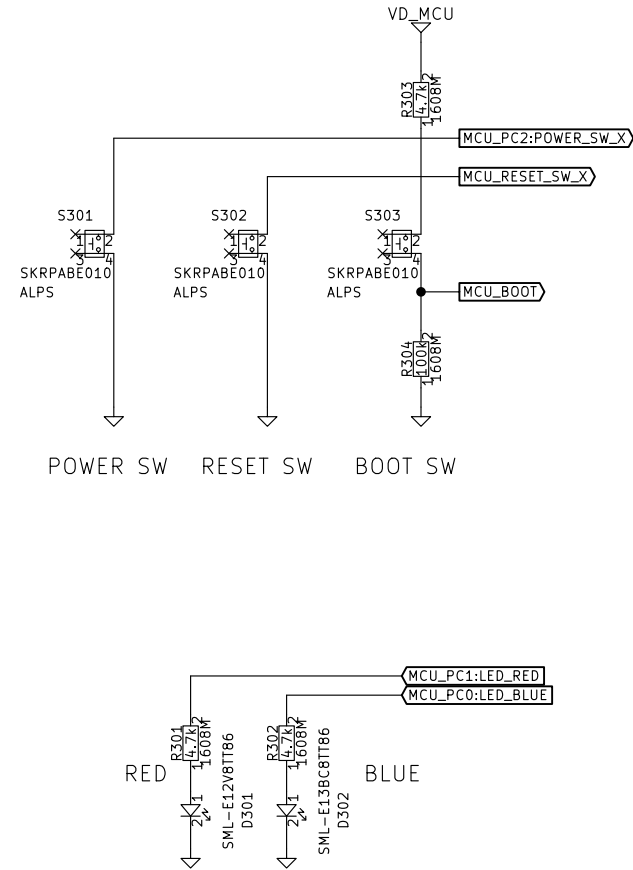 VD_MCU
R303
4.7k
1608M
2
1
MCU_PC2:POWER_SW_X
MCU_RESET_SW_X
S301
1 2
3 4
SKRPABE010
ALPS
S302
1 2
3 4
SKRPABE010
ALPS
S303
1 2
3 4
SKRPABE010
ALPS
MCU_BOOT
R304
100k
1608M
2
1
POWER SW
RESET SW
BOOT SW
MCU_PC1:LED_RED
MCU_PC0:LED_BLUE
R301
4.7k
1608M
2
1
R302
4.7k
1608M
2
1
RED
BLUE
1
2
SML-E12V8TT86
D301
1
2
SML-E13BC8TT86
D302